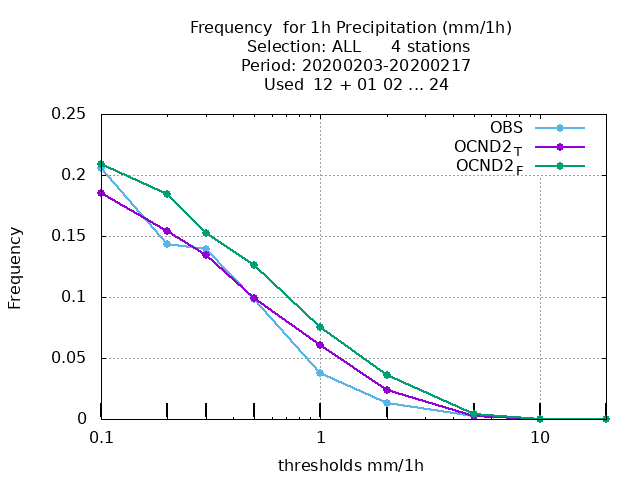 Frequency  for 1h Precipitation (mm/1h)
Selection: ALL      4 stations
Period: 20200203-20200217
Used  12 + 01 02 ... 24
0.25
OBS
OCND2T
OCND2F
0.2
0.15
Frequency
0.1
0.05
0
0.1
1
10
thresholds mm/1h